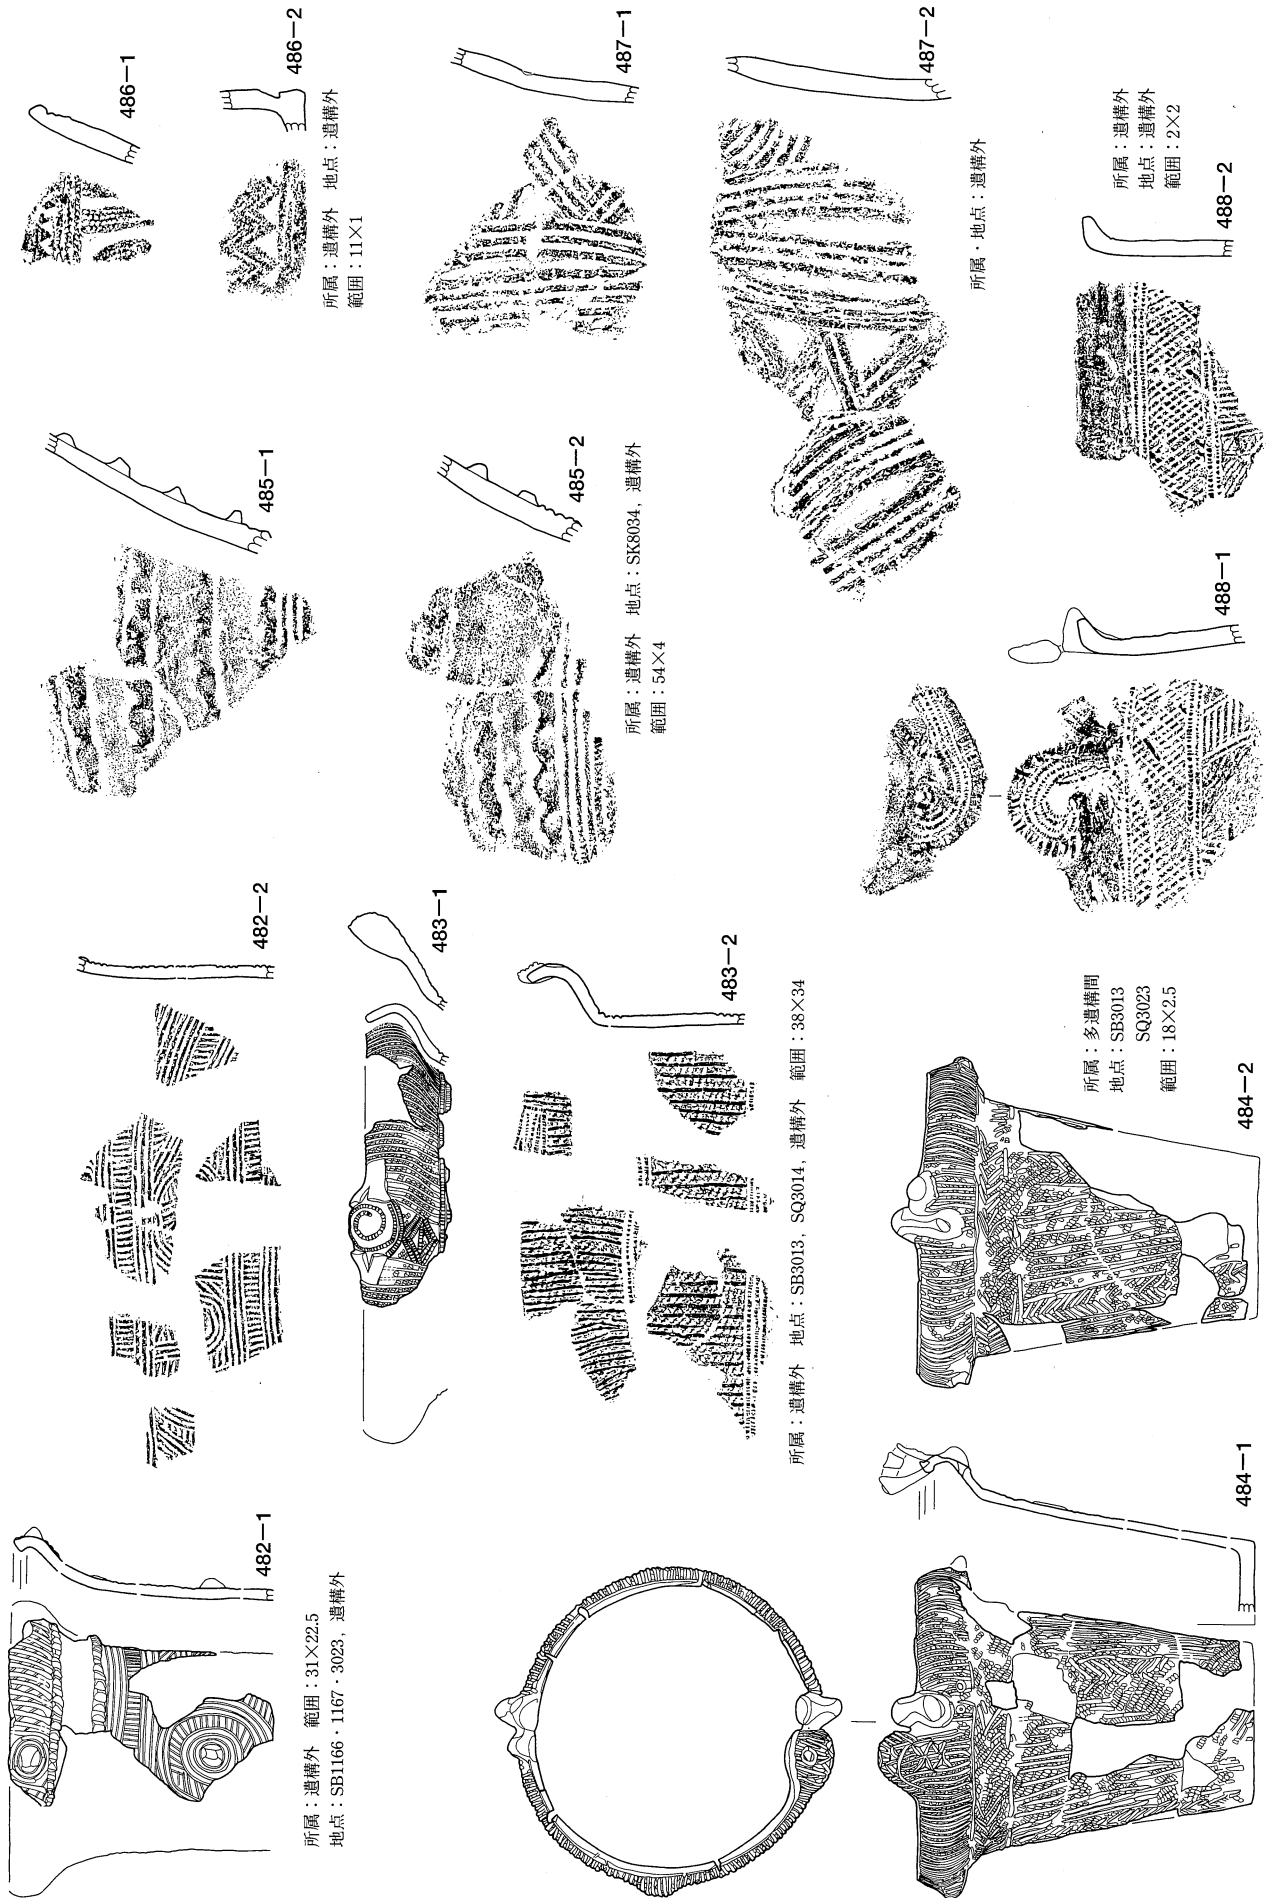 482−1
所属：遺構外　範囲：31×22.5
地点：SB1166・1167・3023，遺構外
482−2
483−1
483−2
所属：遺構外　地点：SB3013，SQ3014，遺構外　範囲：38×34
484−1
484−2
所属：多遺構間
地点：SB3013
SQ3023
範囲：18×2.5
485−1
485−2
所属：遺構外　地点：SK8034，遺構外
範囲：54×4
486−1
486−2
所属：遺構外　地点：遺構外
範囲：11×1
487−1
487−2
所属・地点：遺構外
488−1
488−2
所属：遺構外
地点：遺構外
範囲：2×2